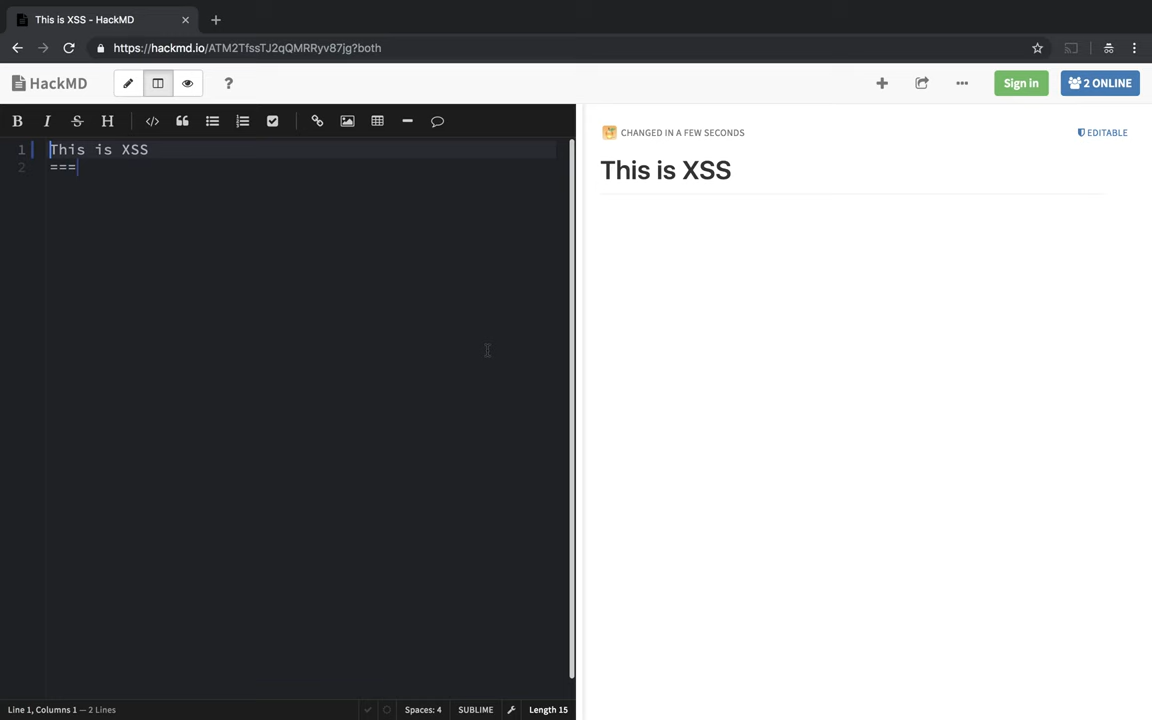 This is XSS - HackMD
https://hackmd.io/ATM2TfssTJ2qQMRRyv87jg?both
HackMD
?
Sign in
2 ONLINE
B I S H
CHANGED IN A FEW SECONDS
EDITABLE
1 This is XSS
2 ===
This is XSS
Line 1, Columns 1 — 2 Lines
Spaces: 4
SUBLIME
Length 15